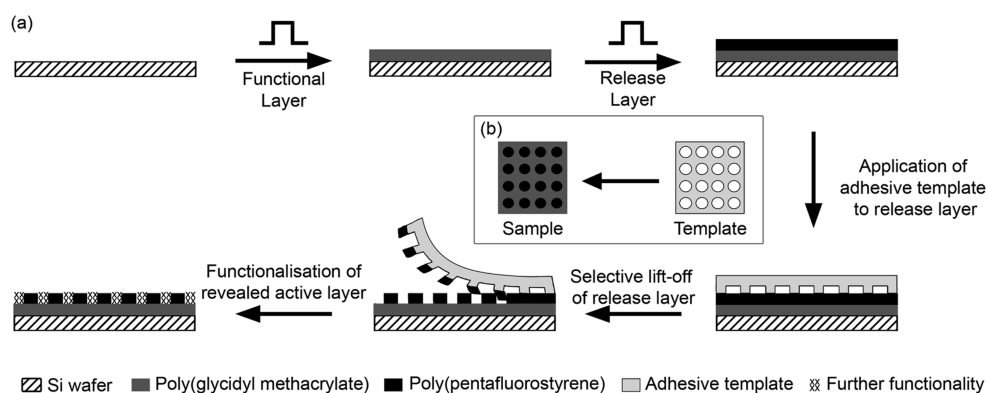 (a)
Functional
Layer
Release
Layer
(b)
Sample
Template
Application of
adhesive template
to release layer
Selective lift-off
of release layer
Functionalisation of
revealed active layer
Si wafer
Poly(glycidyl methacrylate)
Poly(pentafluorostyrene)
Adhesive template
Further functionality